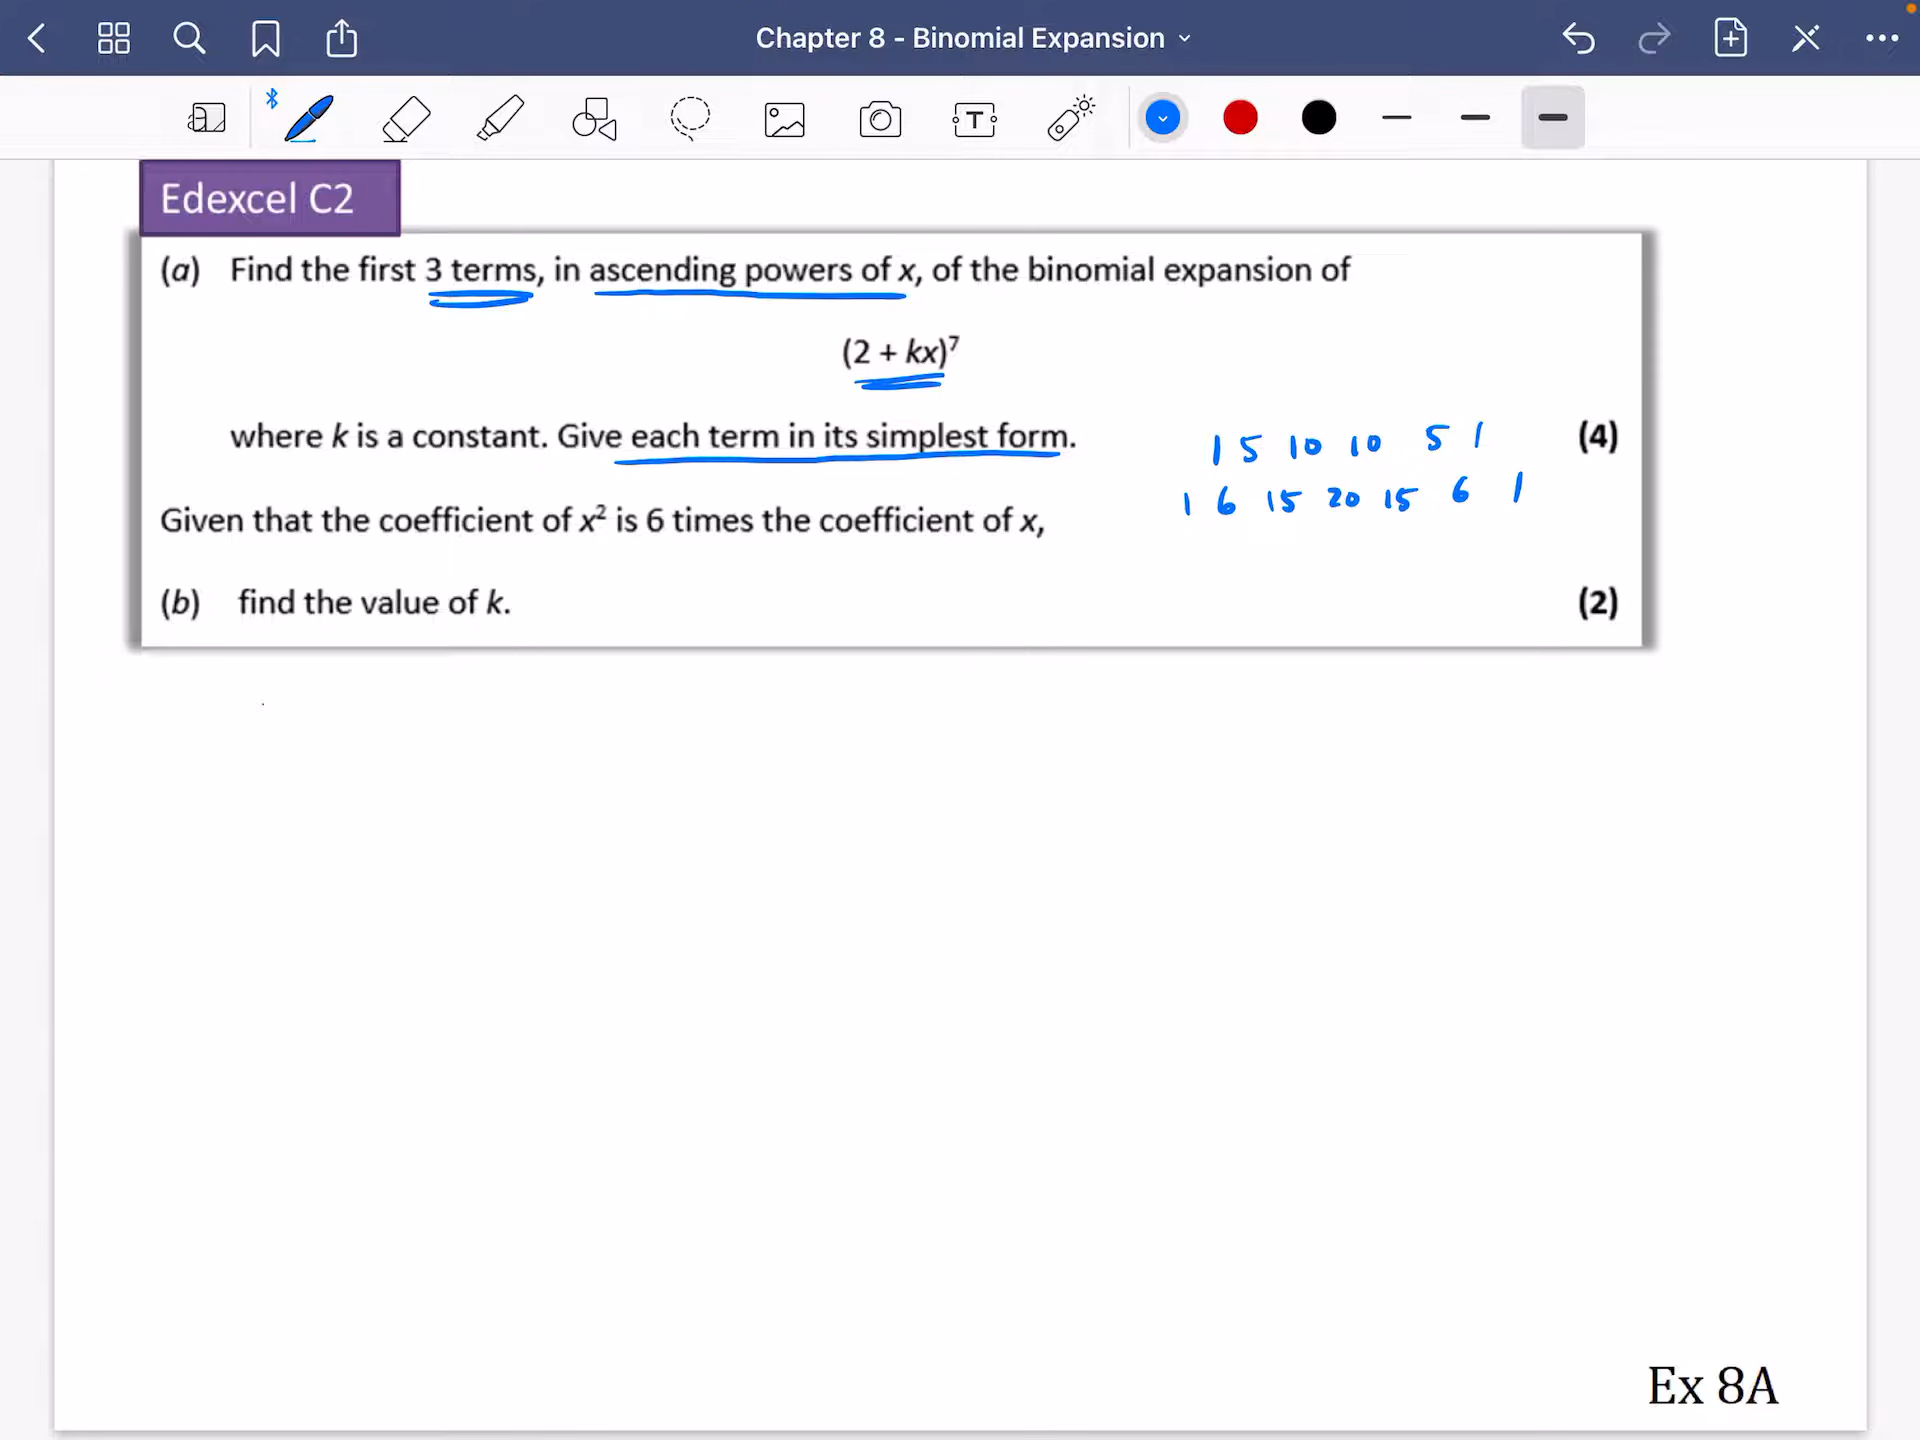 Chapter 8 - Binomial Expansion
Edexcel C2
(a) Find the first 3 terms, in ascending powers of x, of the binomial expansion of
(2 + kx)⁷
where k is a constant. Give each term in its simplest form. (4)
1 5 10 10 5 1
1 6 15 20 15 6 1
Given that the coefficient of x² is 6 times the coefficient of x,
(b) find the value of k. (2)
Ex 8A